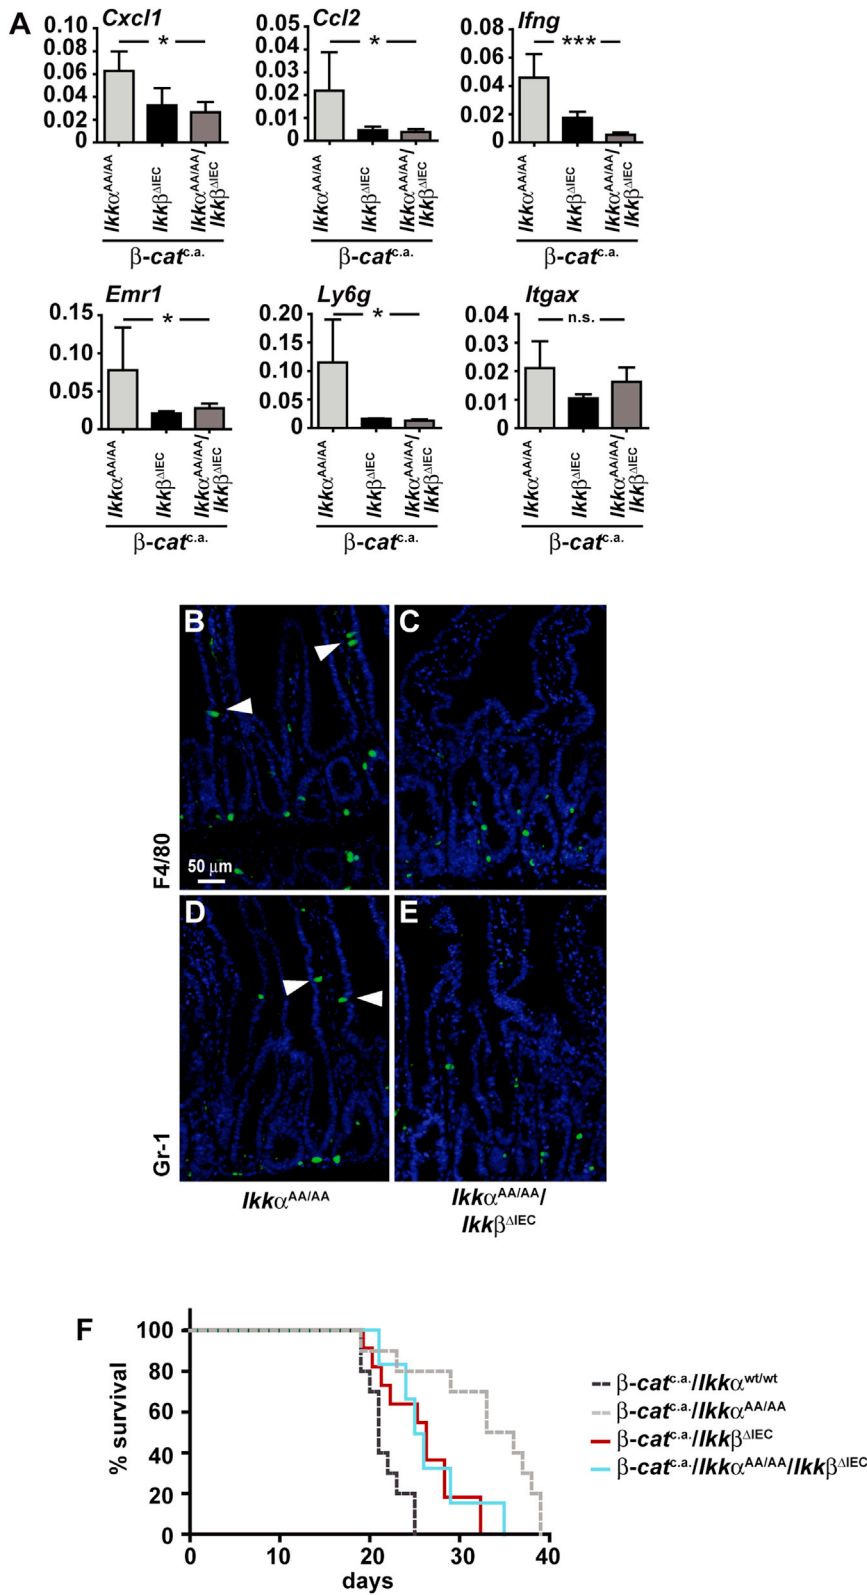 A
Cxcl1
0.10
0.08
0.06
0.04
0.02
0
*
Ikkα^AA/AA
Ikkβ^ΔIEC
Ikkα^AA/AA/
Ikkβ^ΔIEC
β-cat^c.a.
Ccl2
0.05
0.04
0.03
0.02
0.01
0
*
Ikkα^AA/AA
Ikkβ^ΔIEC
Ikkα^AA/AA/
Ikkβ^ΔIEC
β-cat^c.a.
Ifng
0.08
0.06
0.04
0.02
0
***
Ikkα^AA/AA
Ikkβ^ΔIEC
Ikkα^AA/AA/
Ikkβ^ΔIEC
β-cat^c.a.
Emr1
0.15
0.10
0.05
0
*
Ikkα^AA/AA
Ikkβ^ΔIEC
Ikkα^AA/AA/
Ikkβ^ΔIEC
β-cat^c.a.
Ly6g
0.20
0.15
0.10
0.05
0
*
Ikkα^AA/AA
Ikkβ^ΔIEC
Ikkα^AA/AA/
Ikkβ^ΔIEC
β-cat^c.a.
Itgax
0.04
0.03
0.02
0.01
0
n.s.
Ikkα^AA/AA
Ikkβ^ΔIEC
Ikkα^AA/AA/
Ikkβ^ΔIEC
β-cat^c.a.
B
C
F4/80
50 μm
D
E
Gr-1
Ikkα^AA/AA
Ikkα^AA/AA/
Ikkβ^ΔIEC
F
% survival
100
80
60
40
20
0
0 10 20 30 40
days
β-cat^c.a./Ikkα^wt/wt
β-cat^c.a./Ikkα^AA/AA
β-cat^c.a./Ikkβ^ΔIEC
β-cat^c.a./Ikkα^AA/AA/Ikkβ^ΔIEC